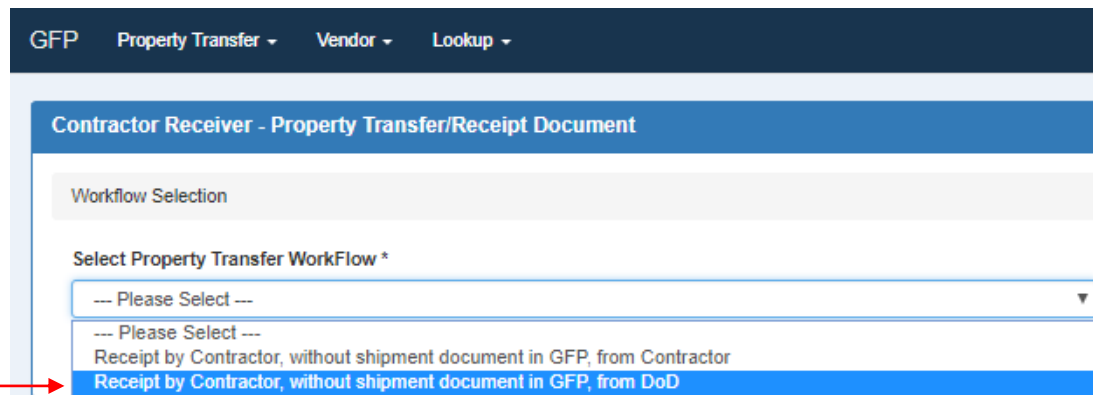 GFP Property Transfer Vendor Lookup
Contractor Receiver - Property Transfer/Receipt Document
Workflow Selection
Select Property Transfer WorkFlow *
--- Please Select ---
--- Please Select ---
Receipt by Contractor, without shipment document in GFP, from Contractor
Receipt by Contractor, without shipment document in GFP, from DoD